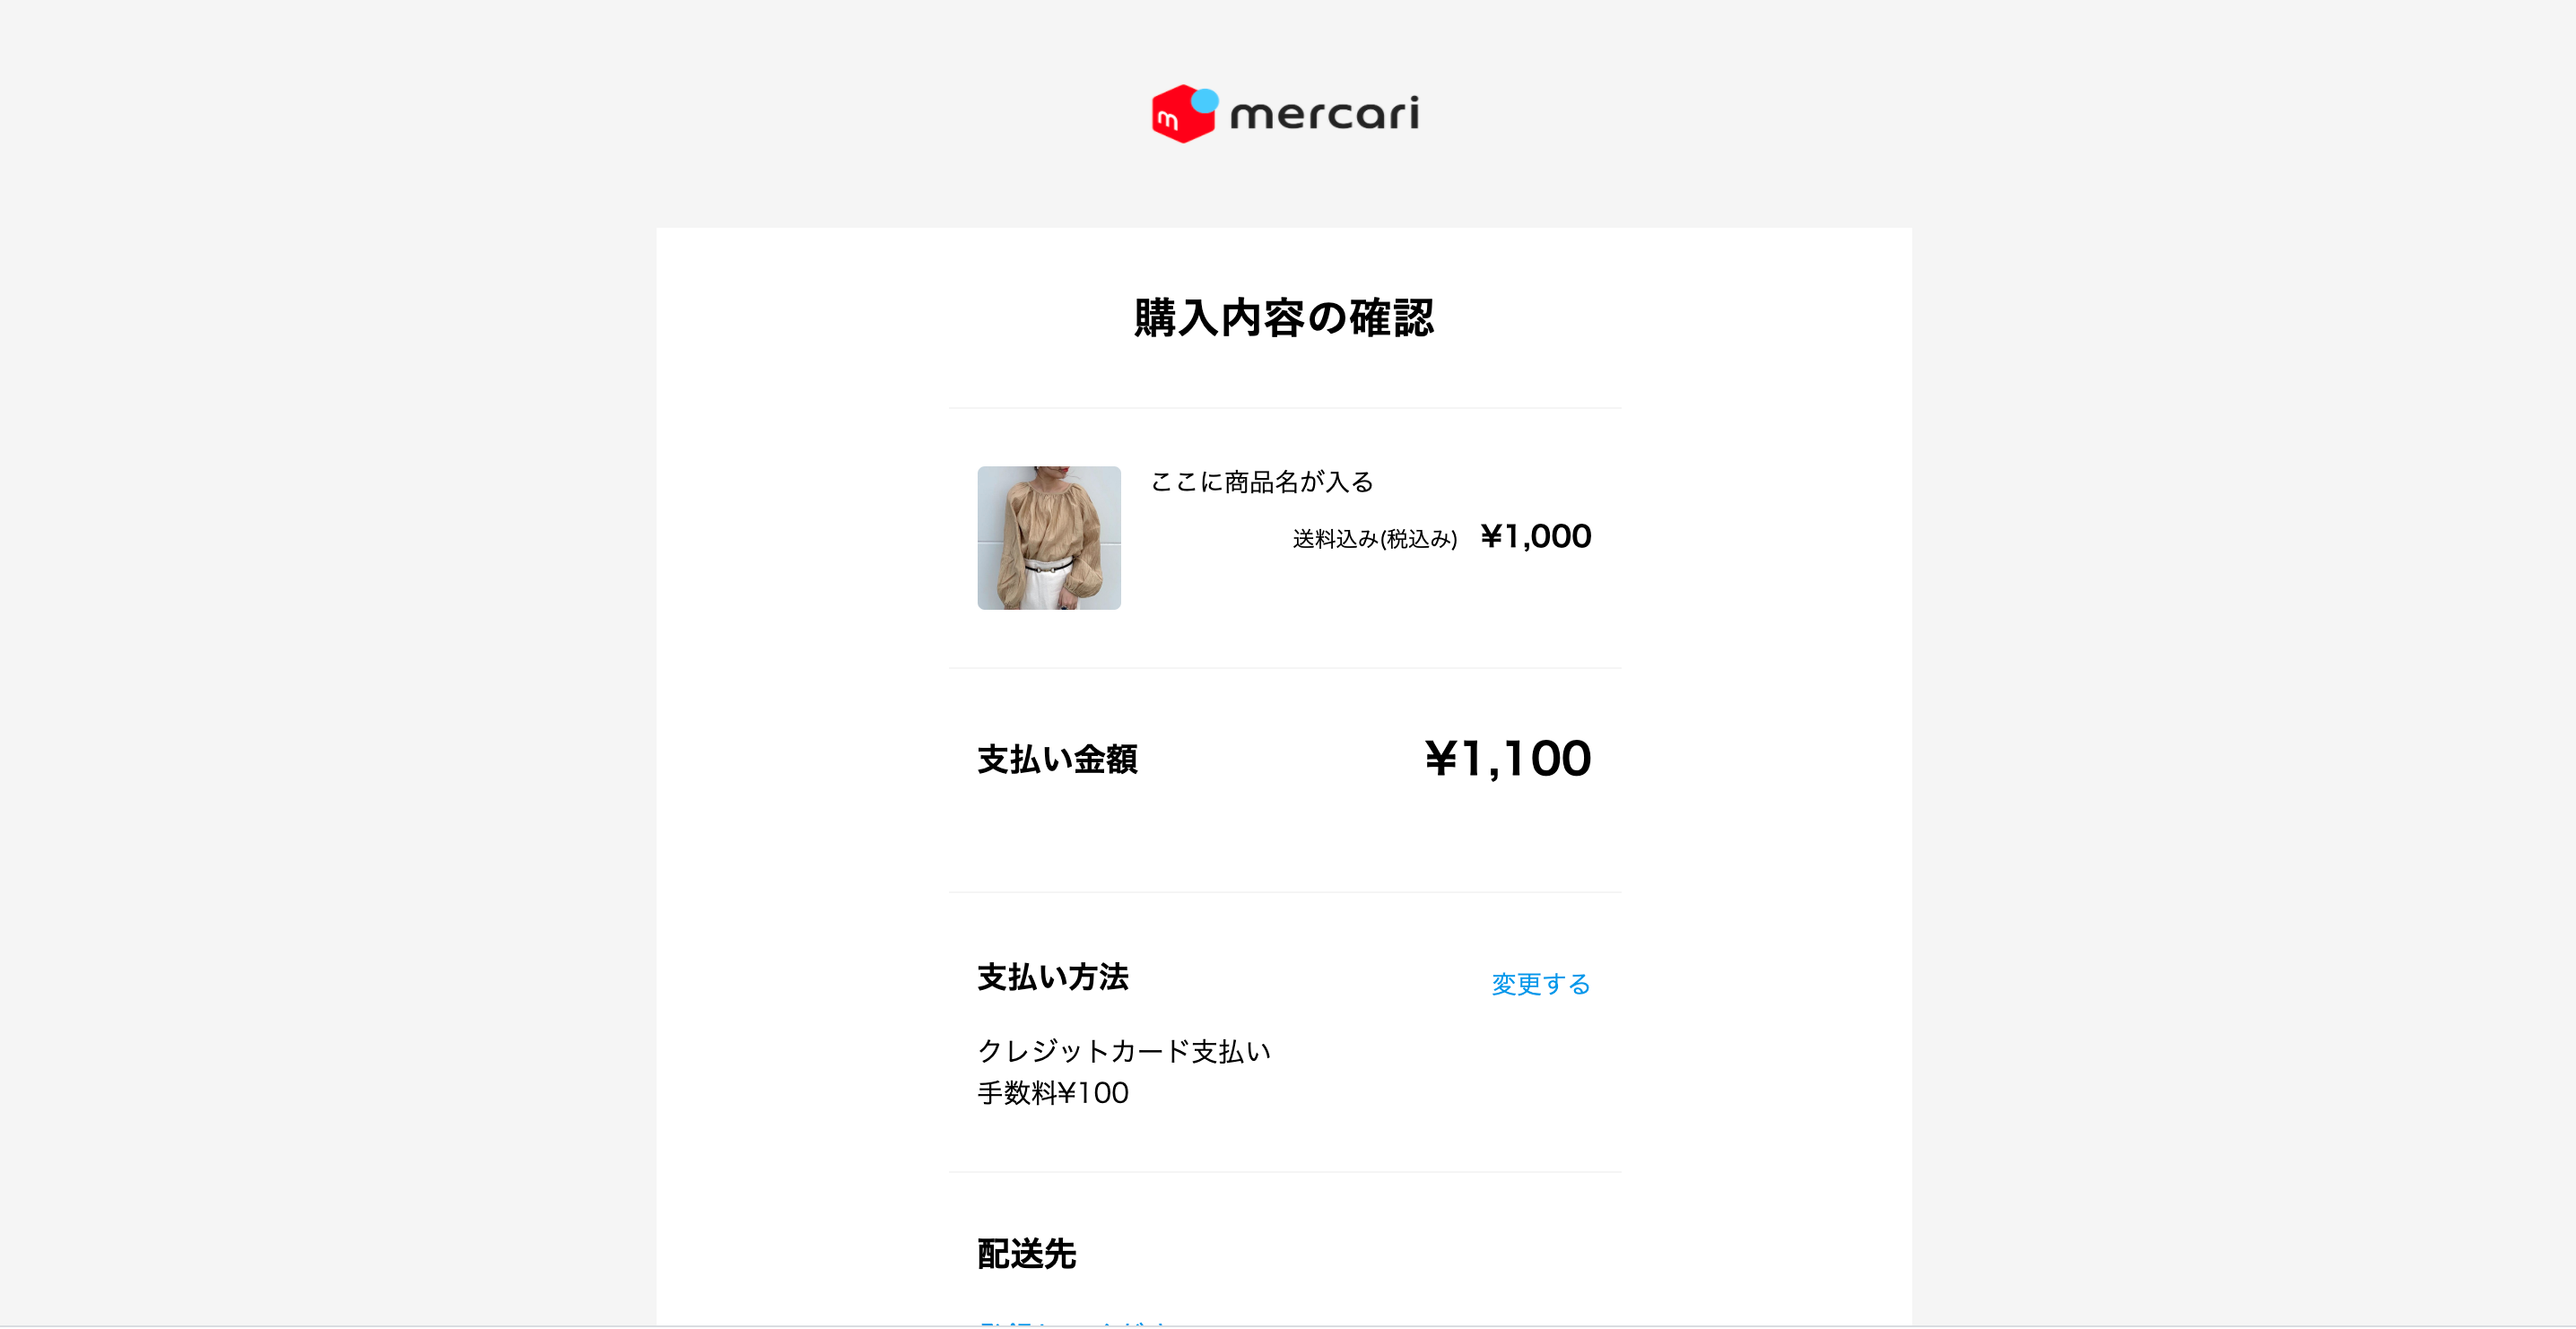 mercari
購入内容の確認
ここに商品名が入る
送料込み(税込み) ¥1,000
支払い金額 ¥1,100
支払い方法 変更する
クレジットカード支払い
手数料¥100
配送先